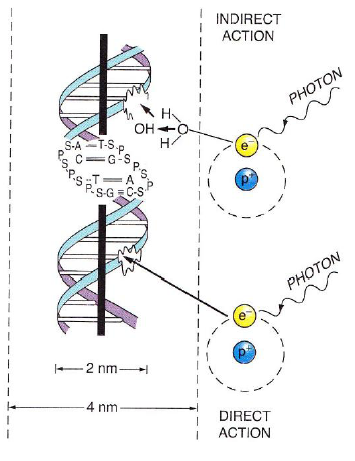 INDIRECT
ACTION
PHOTON
H
OH O
H
e⁻
p⁺
S-A=T-S
P P
S C=G-S
P P
S S
P S-T=A P
P S-G≡C-S
PHOTON
e⁻
p⁺
2 nm
4 nm
DIRECT
ACTION